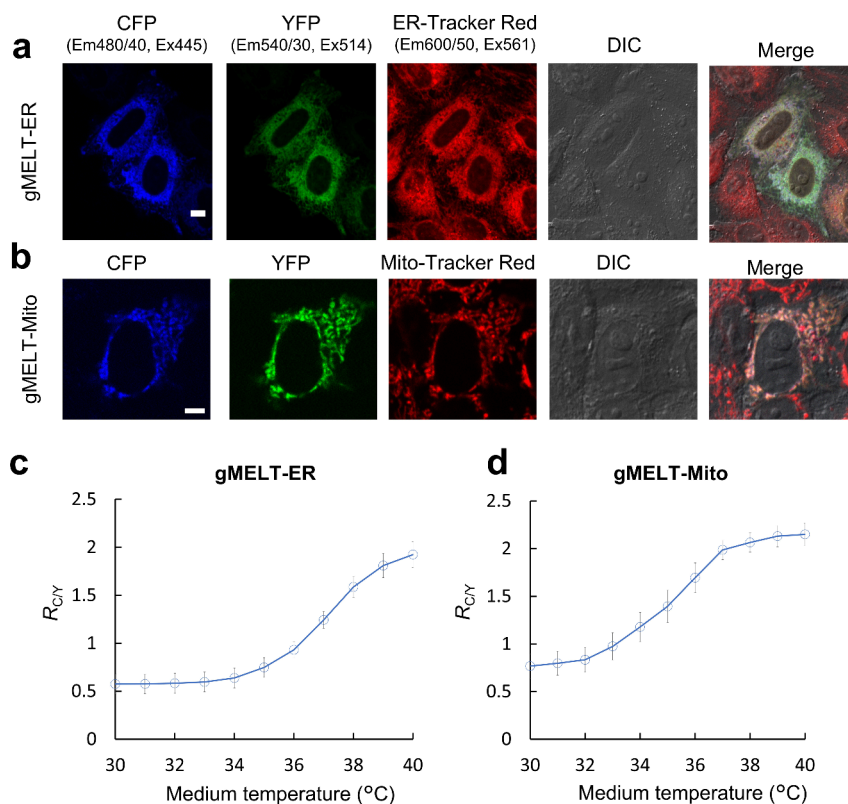 a
CFP
(Em480/40, Ex445)
YFP
(Em540/30, Ex514)
ER-Tracker Red
(Em600/50, Ex561)
DIC
Merge
gMELT-ER
b
CFP
YFP
Mito-Tracker Red
DIC
Merge
gMELT-Mito
c
gMELT-ER
2.5
2
1.5
1
0.5
0
R C/Y
30 32 34 36 38 40
Medium temperature (°C)
d
gMELT-Mito
2.5
2
1.5
1
0.5
0
R C/Y
30 32 34 36 38 40
Medium temperature (°C)